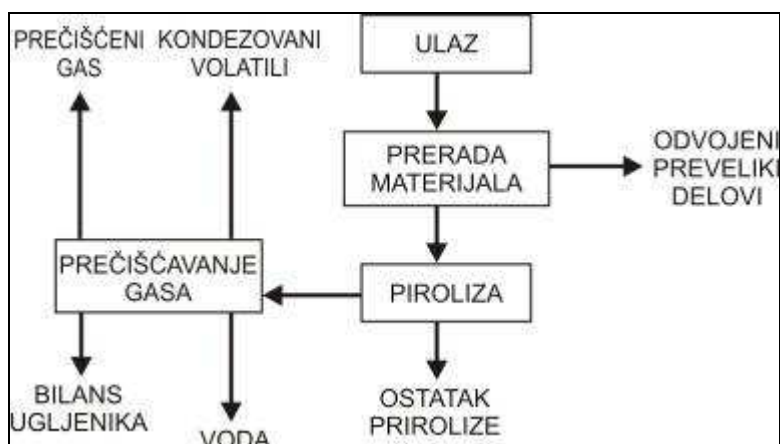 PREČIŠĆENI
GAS
KONDEZOVANI
VOLATILI
ULAZ
PRERADA
MATERIJALA
ODVOJENI
PREVELIKI
DELOVI
PREČIŠĆAVANJE
GASA
PIROLIZA
BILANS
UGLJENIKA
VODA
OSTATAK
PRIROLIZE